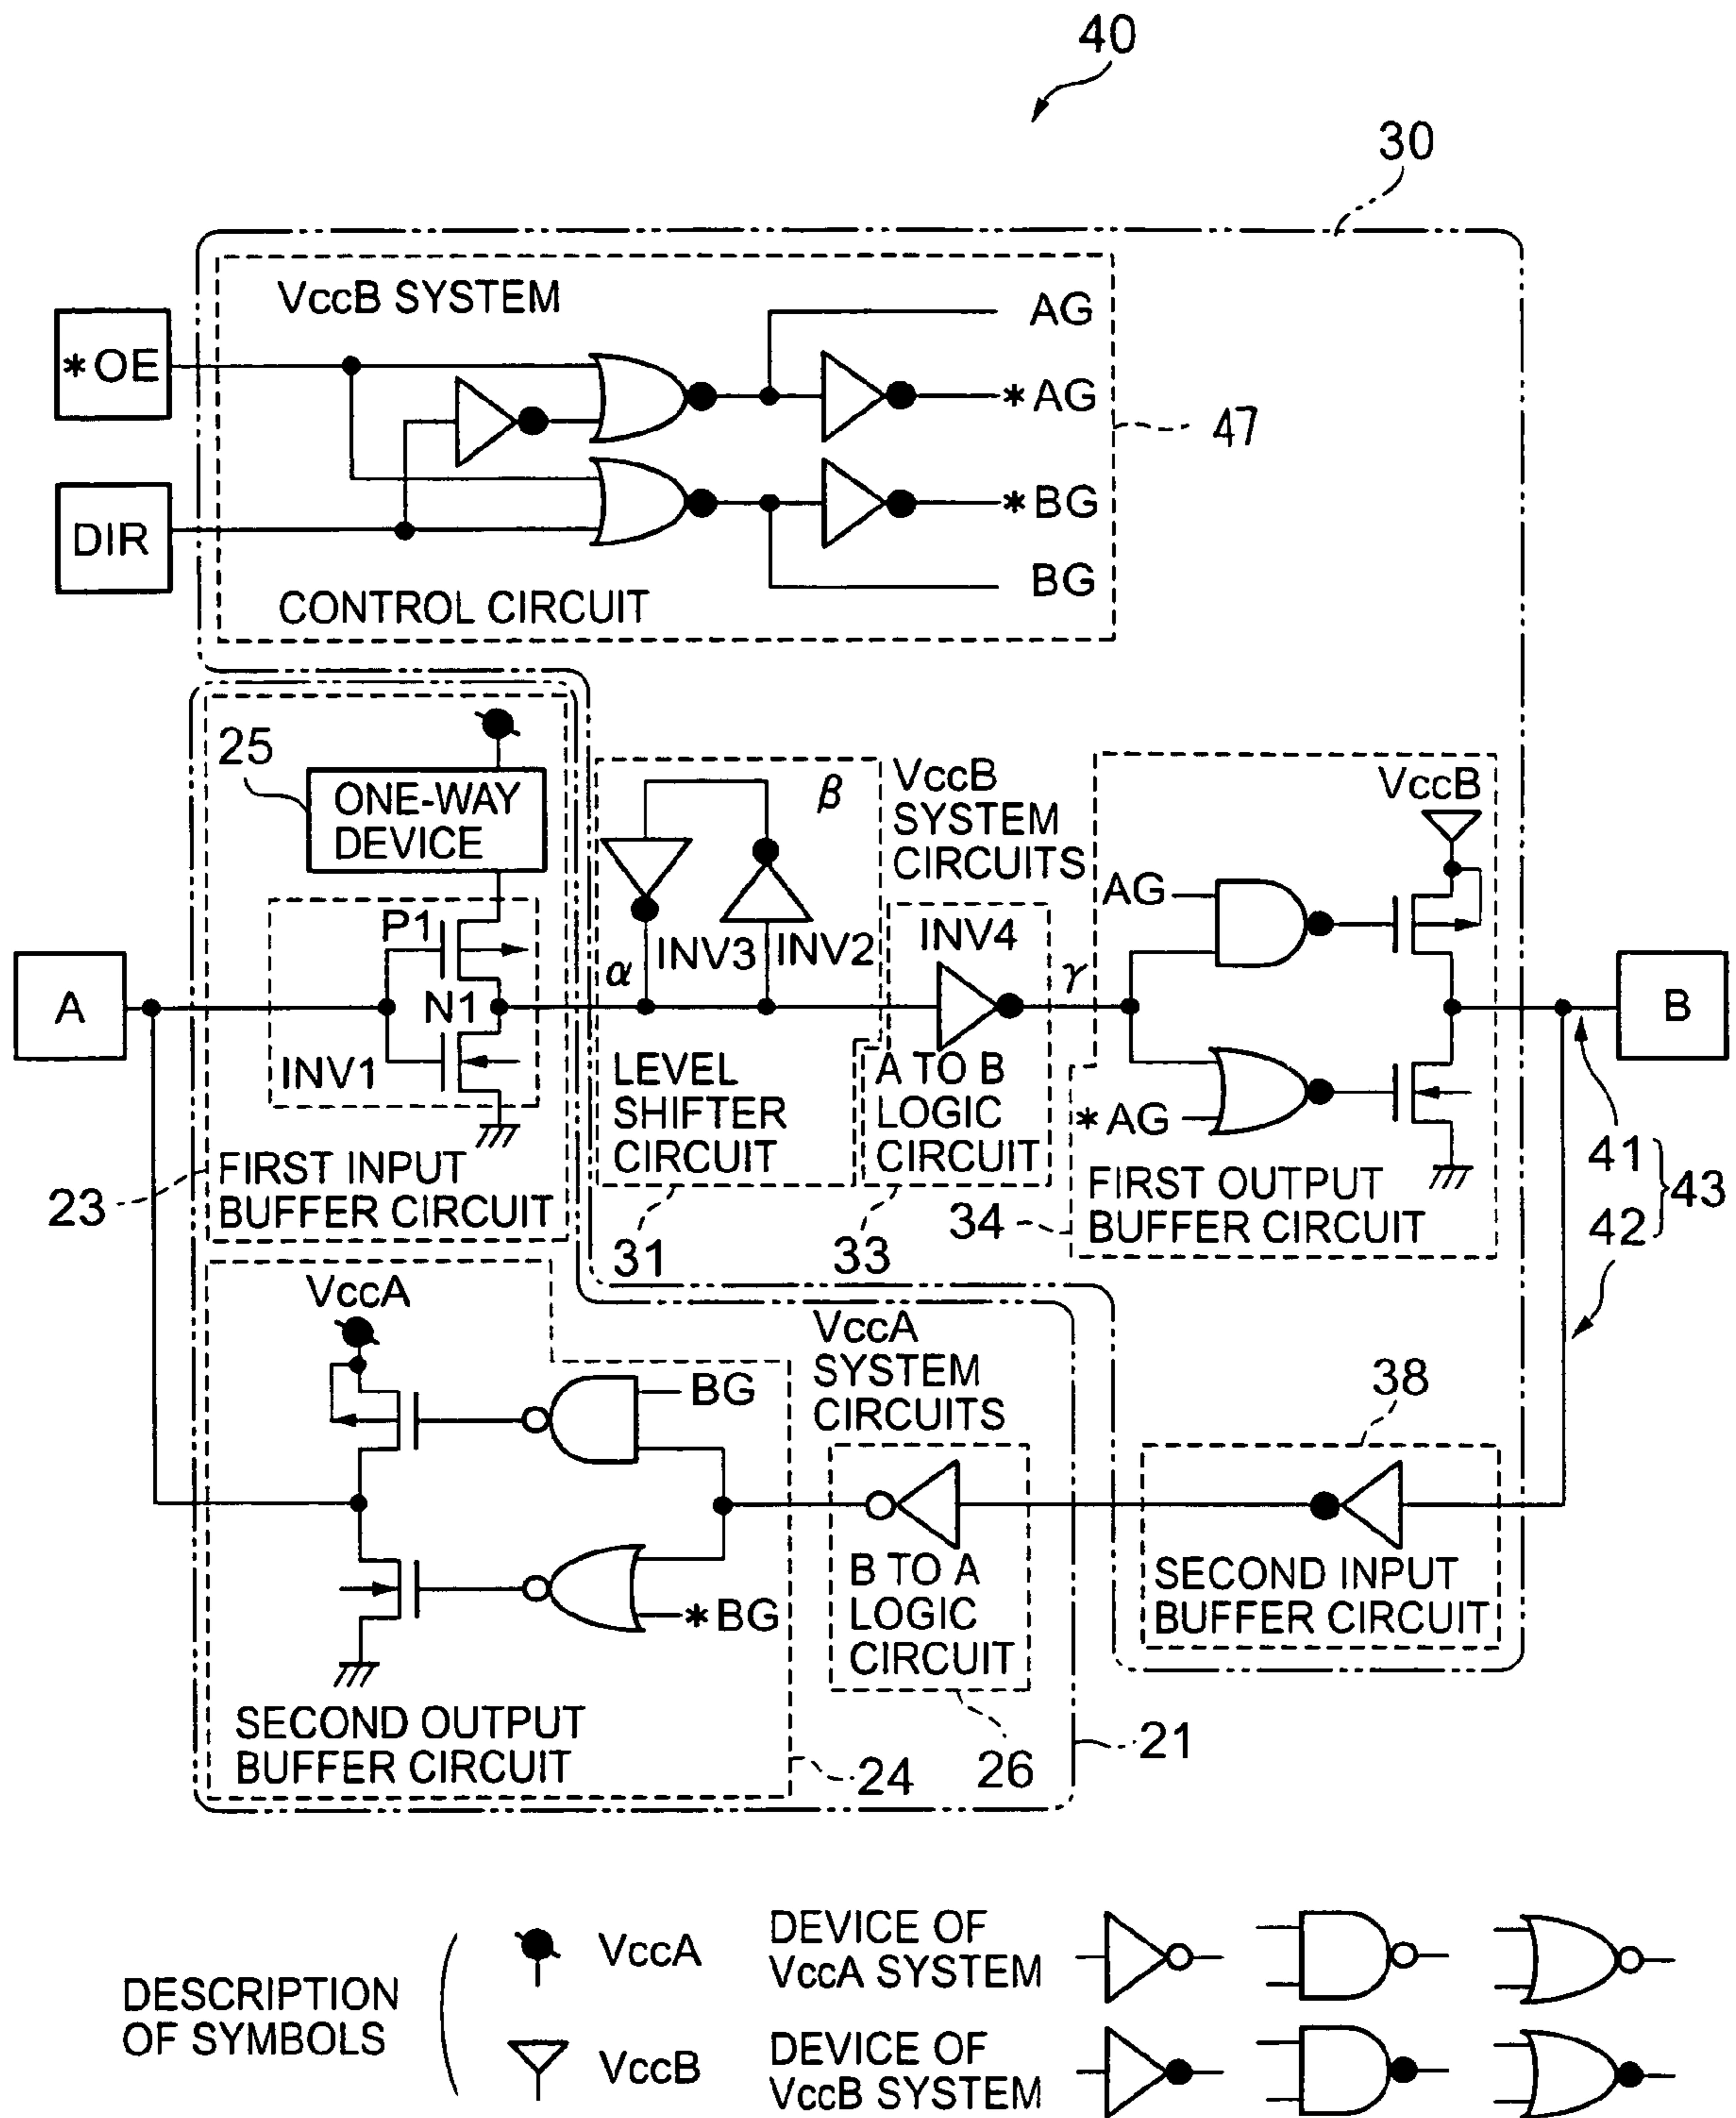 40
30
VccB SYSTEM
*OE
DIR
AG
*AG
*BG
BG
47
CONTROL CIRCUIT
25
ONE-WAY
DEVICE
P1
N1
INV1
A
FIRST INPUT
BUFFER CIRCUIT
23
α
β
INV3
INV2
LEVEL
SHIFTER
CIRCUIT
31
VccB
SYSTEM
CIRCUITS
INV4
γ
A TO B
LOGIC
CIRCUIT
33
AG
*AG
VccB
FIRST OUTPUT
BUFFER CIRCUIT
34
B
41
42
43
VccA
BG
*BG
SECOND OUTPUT
BUFFER CIRCUIT
24
VccA
SYSTEM
CIRCUITS
B TO A
LOGIC
CIRCUIT
26
21
38
SECOND INPUT
BUFFER CIRCUIT
DESCRIPTION
OF SYMBOLS
VccA
VccB
DEVICE OF
VccA SYSTEM
DEVICE OF
VccB SYSTEM